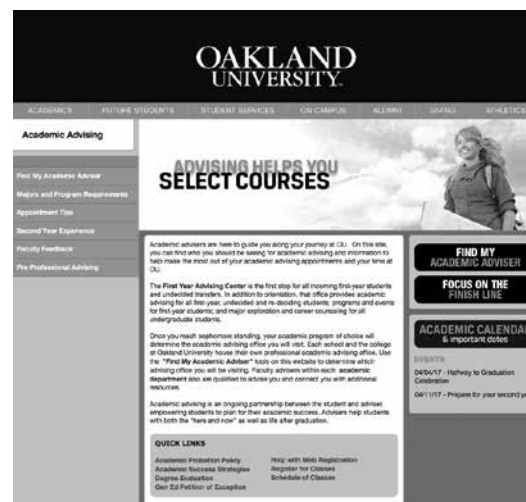 OAKLAND
UNIVERSITY
ACADEMICS FUTURE STUDENTS STUDENT SERVICES ON CAMPUS ALUMNI GIVING ATHLETICS
Academic Advising
Find My Academic Adviser
Majors and Program Requirements
Appointment Tips
Second Year Experience
Faculty Feedback
Pre-Professional Advising
ADVISING HELPS YOU
SELECT COURSES
Academic advisers are here to guide you along your journey at OU. On this site,
you can find who you should be seeing for academic advising and information to
help make the most out of your academic advising appointments and your time at
OU.
The First Year Advising Center is the first stop for all incoming first-year students
and undecided transfers. In addition to orientation, that office provides academic
advising for all first-year, undecided and re-deciding students; programs and events
for first-year students; and major exploration and career counseling for all
undergraduate students.
Once you reach sophomore standing, your academic program of choice will
determine the academic advising office you will visit. Each school and the college
at Oakland University house their own professional academic advising office. Use
the "Find My Academic Adviser" tools on this website to determine which
advising office you will be visiting. Faculty advisers within each academic
department also are qualified to advise you and connect you with additional
resources.
Academic advising is an ongoing partnership between the student and adviser
empowering students to plan for their academic success. Advisers help students
with both the "here and now" as well as life after graduation.
QUICK LINKS
Academic Probation Policy
Academic Success Strategies
Degree Evaluation
Gen Ed Petition of Exception
Help with Web Registration
Register for Classes
Schedule of Classes
FIND MY
ACADEMIC ADVISER
FOCUS ON THE
FINISH LINE
ACADEMIC CALENDAR
& important dates
EVENTS
04/04/17 - Halfway to Graduation
Celebration
04/11/17 - Prepare for your second ye